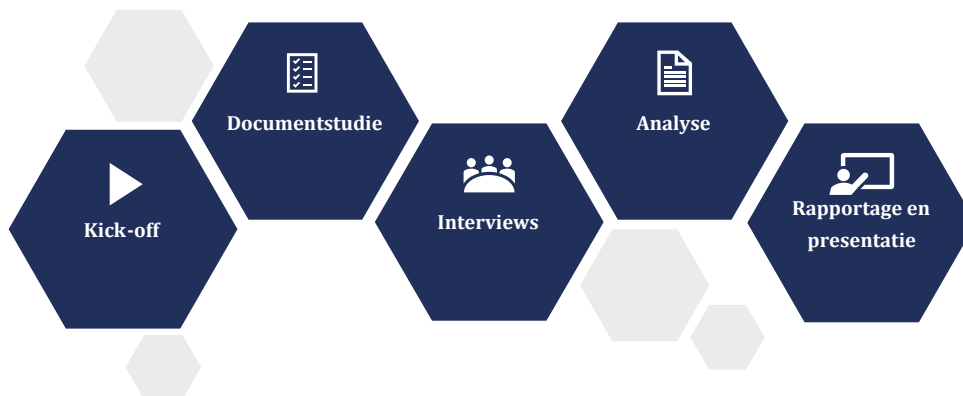 Kick-off
Documentstudie
Interviews
Analyse
Rapportage en
presentatie